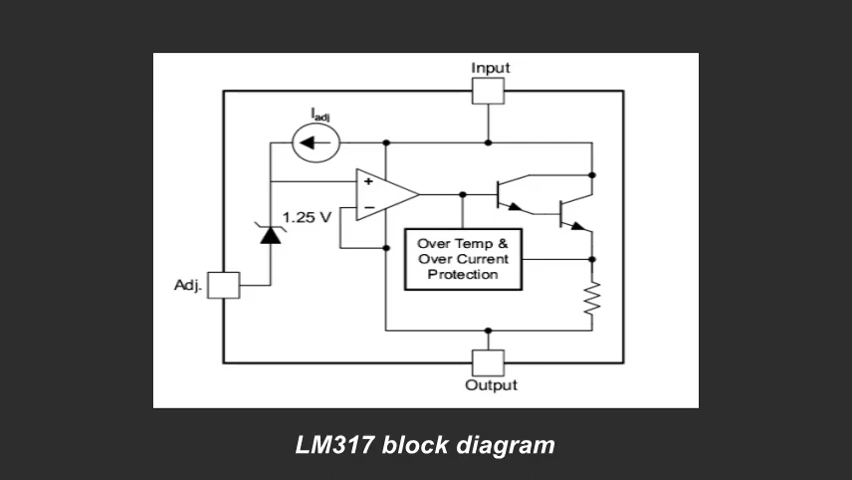 Input
Iadj
+
1.25 V
−
Over Temp &
Over Current
Protection
Adj.
Output
LM317 block diagram